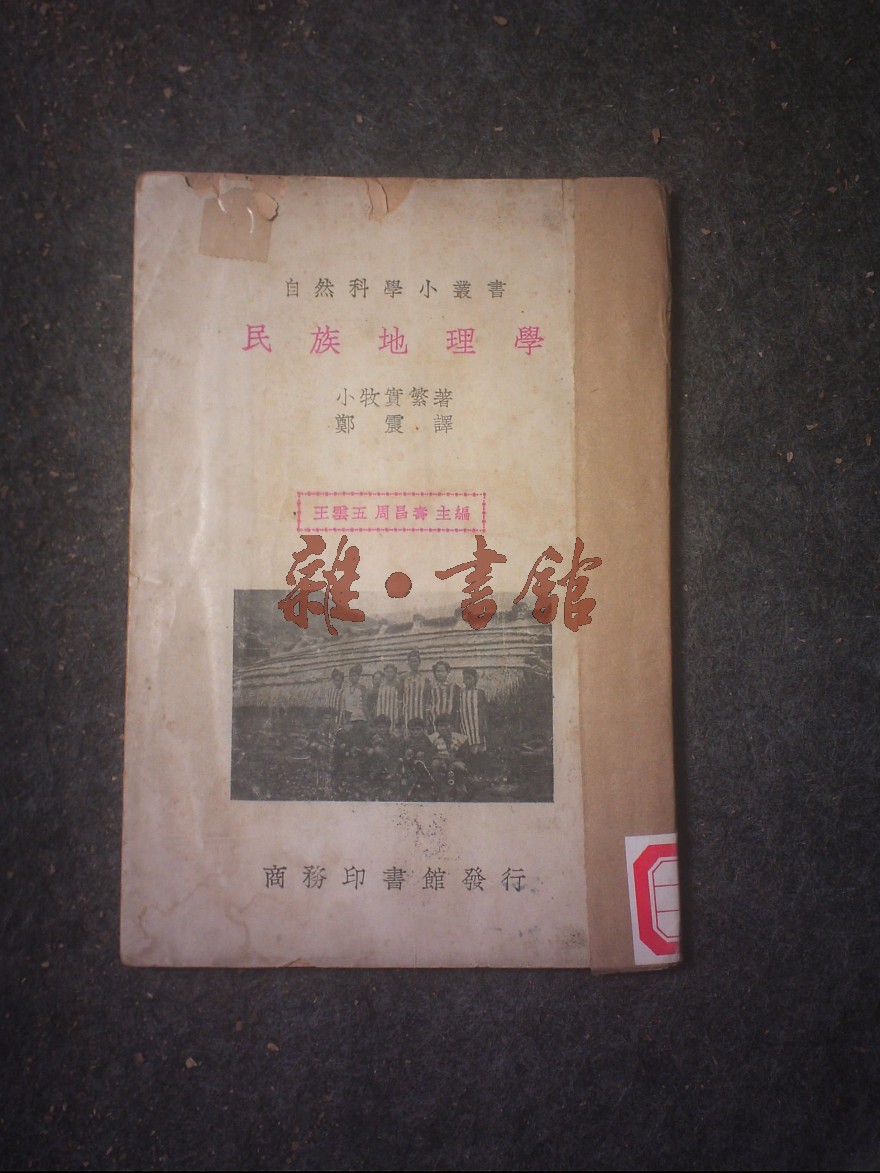 自然科學小叢書
民族地理學
小牧實繁著
鄭震譯
王雲五 周昌壽 主編
雜•書館
商務印書館發行